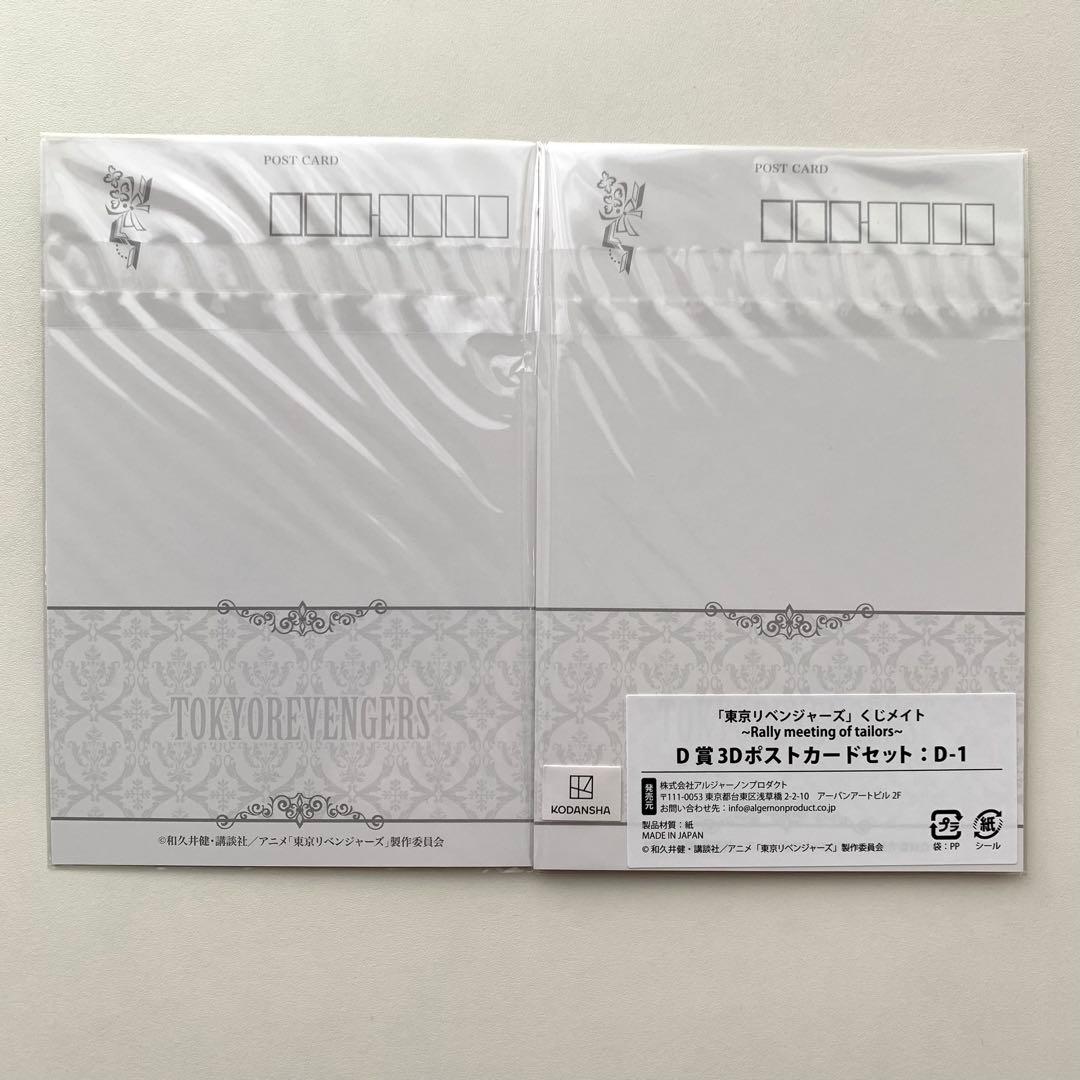 POST CARD
TOKYOREVENGERS
©和久井健・講談社／アニメ「東京リベンジャーズ」製作委員会
POST CARD
KODANSHA
「東京リベンジャーズ」くじメイト
~Rally meeting of tailors~
D 賞 3Dポストカードセット：D-1
発売元
株式会社アルジャーノンプロダクト
〒111-0053 東京都台東区浅草橋 2-2-10　アーバンアートビル 2F
お問い合わせ先：info@algernonproduct.co.jp
製品材質：紙
MADE IN JAPAN
© 和久井健・講談社／アニメ「東京リベンジャーズ」製作委員会
プラ
袋：PP
紙
シール